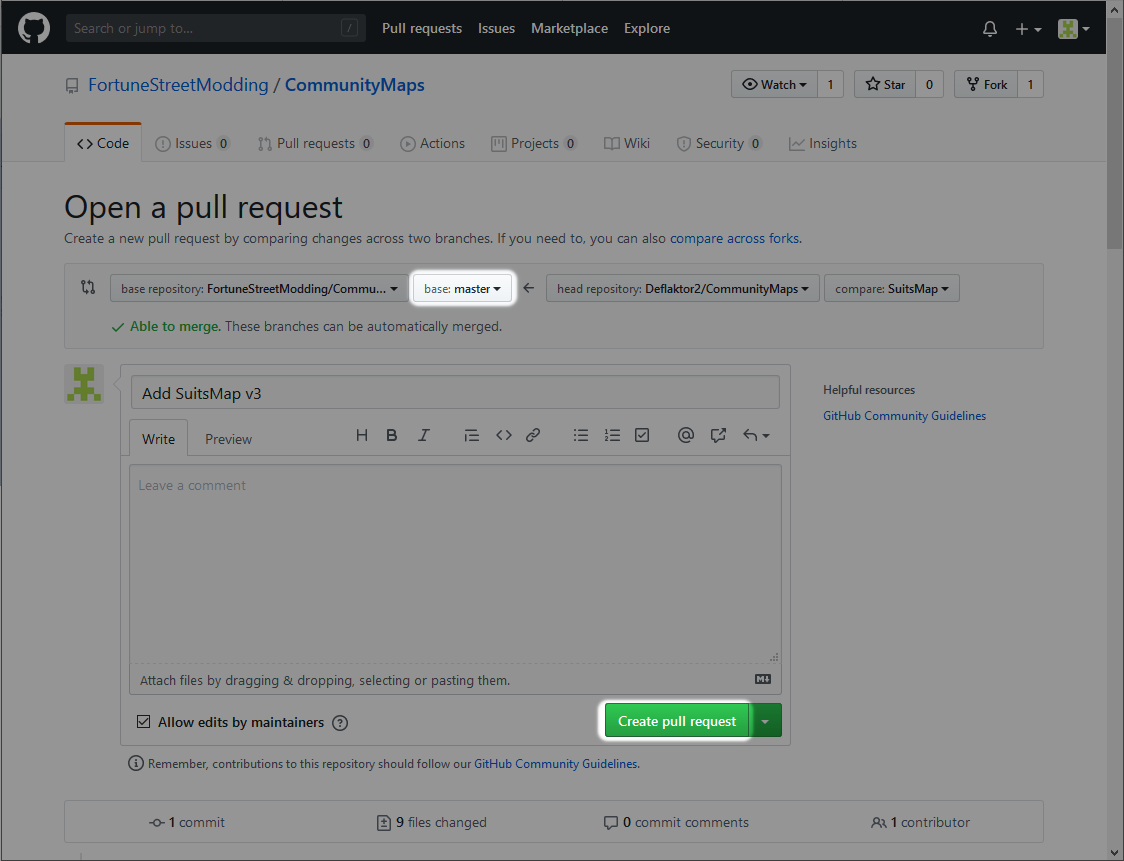 Search or jump to... / Pull requests Issues Marketplace Explore
FortuneStreetModding / CommunityMaps Watch 1 Star 0 Fork 1
Code Issues 0 Pull requests 0 Actions Projects 0 Wiki Security 0 Insights
Open a pull request
Create a new pull request by comparing changes across two branches. If you need to, you can also compare across forks.
base repository: FortuneStreetModding/Commu... base: master head repository: Deflaktor2/CommunityMaps compare: SuitsMap
Able to merge. These branches can be automatically merged.
Add SuitsMap v3
Helpful resources
GitHub Community Guidelines
Write Preview
Leave a comment
Attach files by dragging & dropping, selecting or pasting them.
Allow edits by maintainers ? Create pull request
Remember, contributions to this repository should follow our GitHub Community Guidelines.
1 commit 9 files changed 0 commit comments 1 contributor